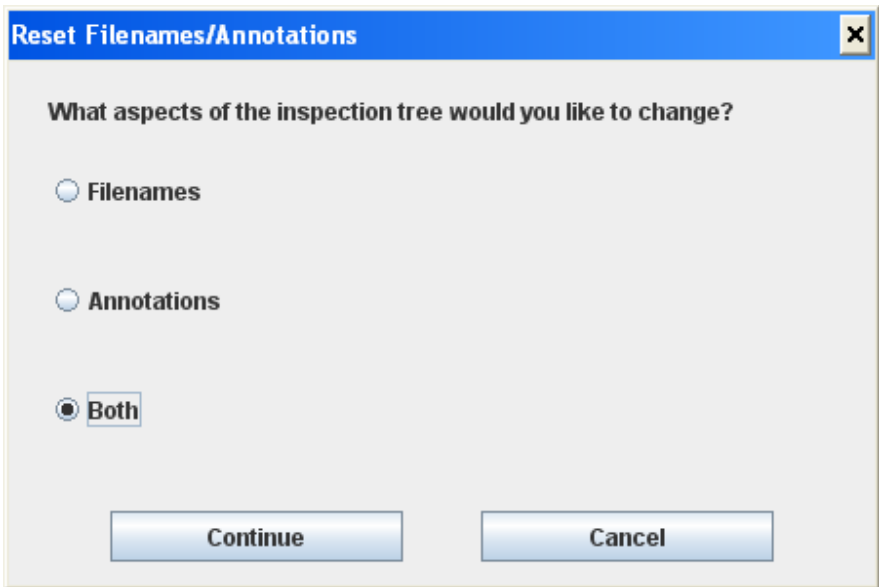 Reset Filenames/Annotations
What aspects of the inspection tree would you like to change?
Filenames
Annotations
Both
Continue Cancel